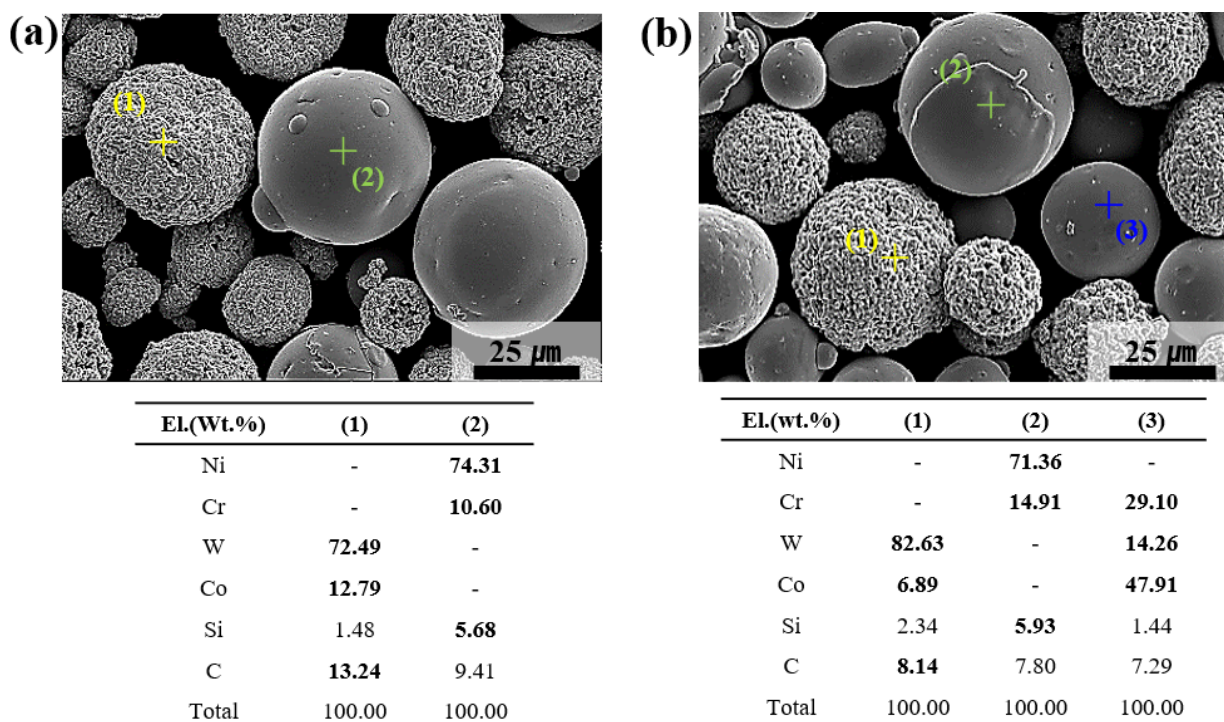 (a)
(1)
(2)
25 ㎛
El.(Wt.%) (1) (2)
Ni - 74.31
Cr - 10.60
W 72.49 -
Co 12.79 -
Si 1.48 5.68
C 13.24 9.41
Total 100.00 100.00
(b)
(2)
(3)
(1)
25 ㎛
El.(wt.%) (1) (2) (3)
Ni - 71.36 -
Cr - 14.91 29.10
W 82.63 - 14.26
Co 6.89 - 47.91
Si 2.34 5.93 1.44
C 8.14 7.80 7.29
Total 100.00 100.00 100.00